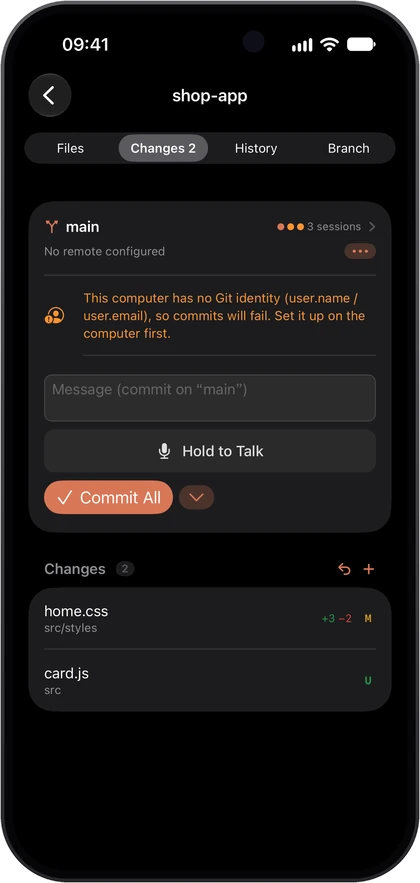 09:41
shop-app
Files
Changes 2
History
Branch
main
3 sessions
No remote configured
This computer has no Git identity (user.name /
user.email), so commits will fail. Set it up on the
computer first.
Message (commit on “main”)
Hold to Talk
Commit All
Changes 2
home.css
+3 −2 M
src/styles
card.js
U
src